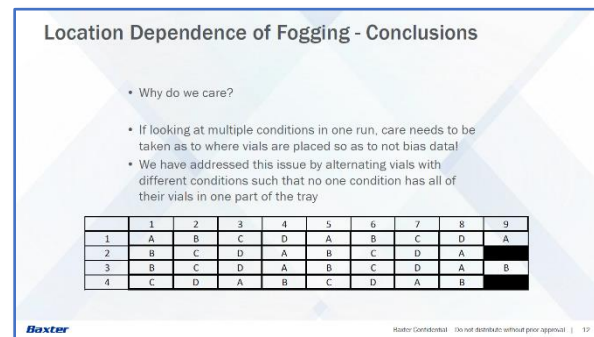 Location Dependence of Fogging - Conclusions
• Why do we care?
• If looking at multiple conditions in one run, care needs to be
taken as to where vials are placed so as to not bias data!
• We have addressed this issue by alternating vials with
different conditions such that no one condition has all of
their vials in one part of the tray
1 2 3 4 5 6 7 8 9
1 A B C D A B C D A
2 B C D A B C D A
3 B C D A B C D A B
4 C D A B C D A B
Baxter
Baxter Confidential Do not distribute without prior approval | 12